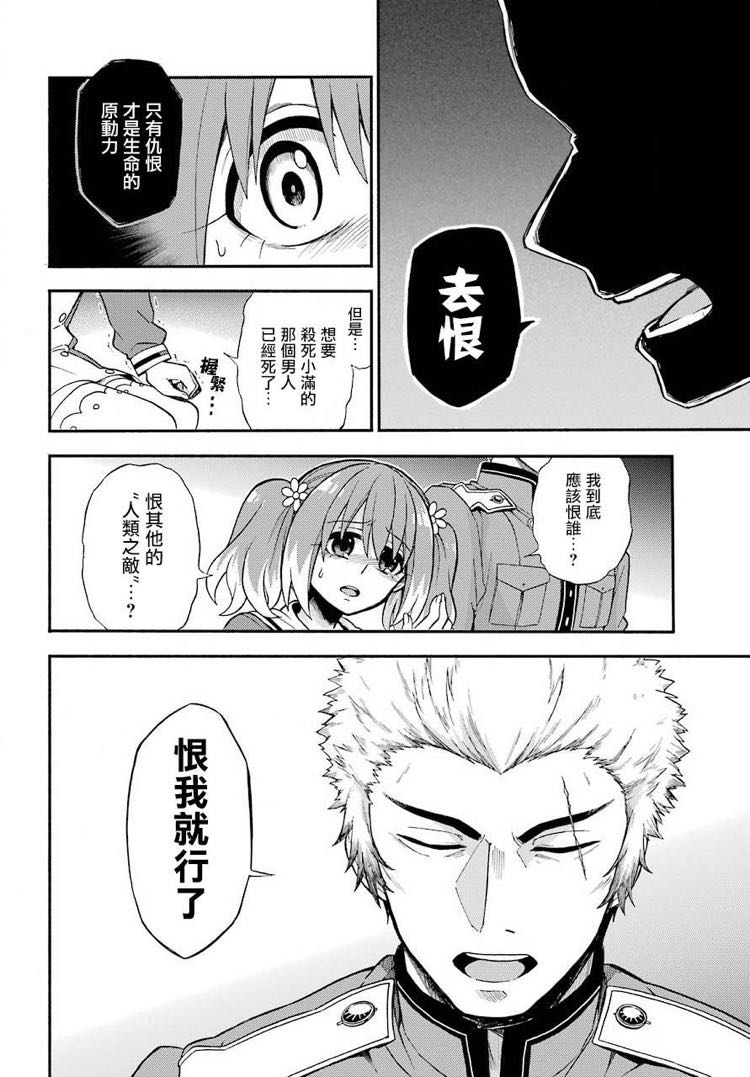 去恨
只有仇恨
才是生命的
原動力
但是…
想要
殺死小滿的
那個男人
已經死了…
握緊…
我到底
應該恨誰…?
恨其他的
〝人類之敵〞…?
恨我就行了